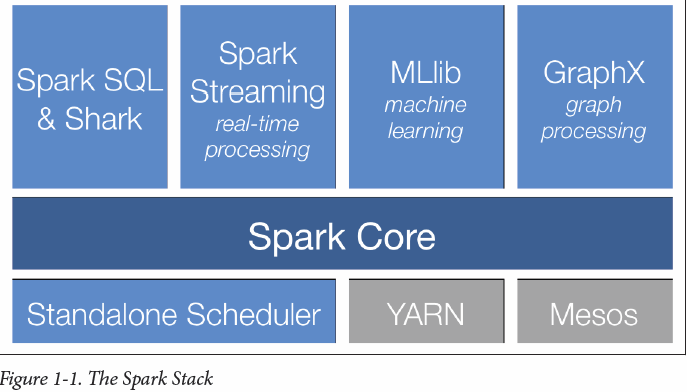 Spark SQL
& Shark
Spark
Streaming
real-time
processing
MLlib
machine
learning
GraphX
graph
processing
Spark Core
Standalone Scheduler
YARN
Mesos
Figure 1-1. The Spark Stack